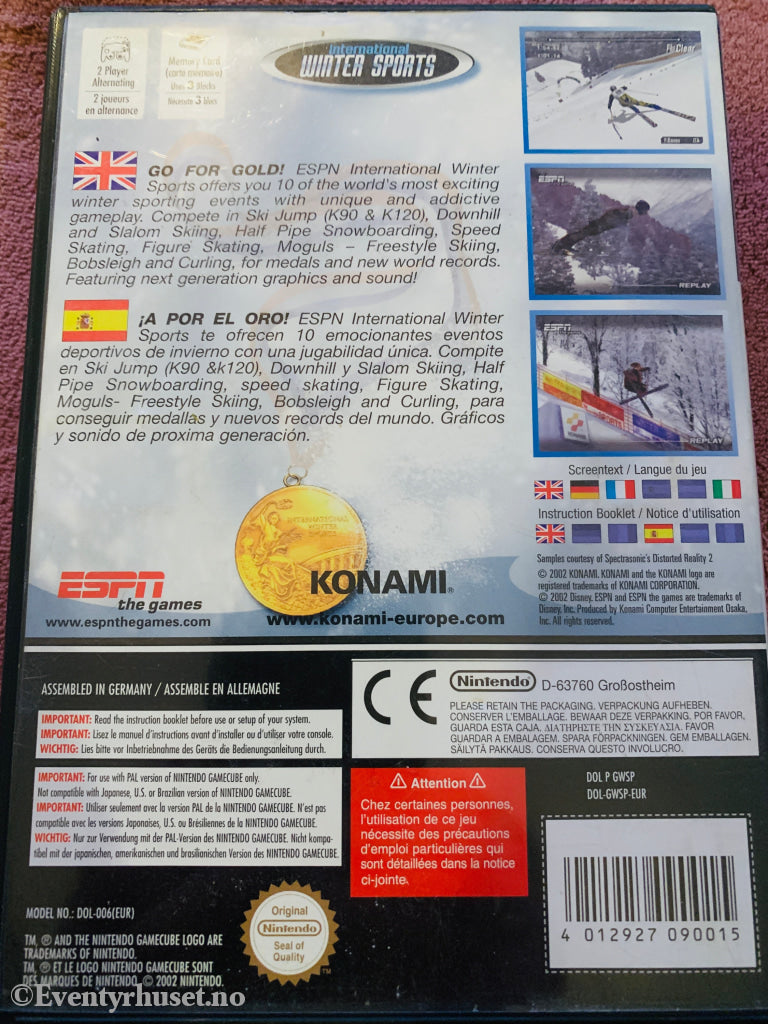 2 Player
Alternating
2 joueurs
en alternance
Memory Card
(carte mémoire)
Uses 3 Blocks
Nécessite 3 blocs
International
WINTER SPORTS
GO FOR GOLD! ESPN International Winter
Sports offers you 10 of the world's most exciting
winter sporting events with unique and addictive
gameplay. Compete in Ski Jump (K90 & K120), Downhill
and Slalom Skiing, Half Pipe Snowboarding, Speed
Skating, Figure Skating, Moguls – Freestyle Skiing,
Bobsleigh and Curling, for medals and new world records.
Featuring next generation graphics and sound!
¡A POR EL ORO! ESPN International Winter
Sports te ofrecen 10 emocionantes eventos
deportivos de invierno con una jugabilidad única. Compite
en Ski Jump (K90 &k120), Downhill y Slalom Skiing, Half
Pipe Snowboarding, speed skating, Figure Skating,
Moguls- Freestyle Skiing, Bobsleigh and Curling, para
conseguir medallas y nuevos records del mundo. Gráficos
y sonido de proxima generación.
ESPN
REPLAY
ESPN
REPLAY
Screentext / Langue du jeu
Instruction Booklet / Notice d'utilisation
Samples courtesy of Spectrasonic's Distorted Reality 2
© 2002 KONAMI. KONAMI and the KONAMI logo are
registered trademarks of KONAMI CORPORATION.
© 2002 Disney. ESPN and ESPN the games are trademarks of
Disney, Inc. Produced by Konami Computer Entertainment Osaka,
Inc. All rights reserved.
INTERNATIONAL
WINTER
SPORTS
ESPN
the games
www.espnthegames.com
KONAMI®
www.konami-europe.com
ASSEMBLED IN GERMANY / ASSEMBLE EN ALLEMAGNE
IMPORTANT: Read the instruction booklet before use or setup of your system.
IMPORTANT: Lisez le manuel d'instructions avant d'installer ou d'utiliser votre console.
WICHTIG: Lies bitte vor Inbetriebnahme des Geräts die Bedienungsanleitung durch.
IMPORTANT: For use with PAL version of NINTENDO GAMECUBE only.
Not compatible with Japanese, U.S. or Brazilian version of NINTENDO GAMECUBE.
IMPORTANT: Utiliser seulement avec la version PAL de la NINTENDO GAMECUBE. N'est pas
compatible avec les versions Japonaises, U.S. ou Brésiliennes de la NINTENDO GAMECUBE.
WICHTIG: Nur zur Verwendung mit der PAL-Version des NINTENDO GAMECUBE. Nicht kompa-
tibel mit der japanischen, amerikanischen und brasilionischen Version des NINTENDO GAMECUBE.
CE
Nintendo D-63760 Großostheim
PLEASE RETAIN THE PACKAGING. VERPACKUNG AUFHEBEN.
CONSERVER L'EMBALLAGE. BEWAAR DEZE VERPAKKING. POR FAVOR,
GUARDA ESTA CAJA. ΔΙΑΤΗΡΗΣΤΕ ΤΗΝ ΣΥΣΚΕΥΑΣΙΑ. FAVOR
GUARDAR A EMBALAGEM. SPARA FÖRPACKNINGEN. GEM EMBALLAGEN.
SÄILYTÄ PAKKAUS. CONSERVA QUESTO INVOLUCRO.
Attention
Chez certaines personnes,
l'utilisation de ce jeu
nécessite des précautions
d'emploi particulières qui
sont détaillées dans la notice
ci-jointe.
DOL P GWSP
DOL-GWSP-EUR
4 012927 090015
MODEL NO.: DOL-006(EUR)
TM, ® AND THE NINTENDO GAMECUBE LOGO ARE
TRADEMARKS OF NINTENDO.
TM, ® ET LE LOGO NINTENDO GAMECUBE SONT
DES MARQUES DE NINTENDO. © 2002 NINTENDO.
Original
Nintendo
Seal of
Quality
TM
©Eventyrhuset.no